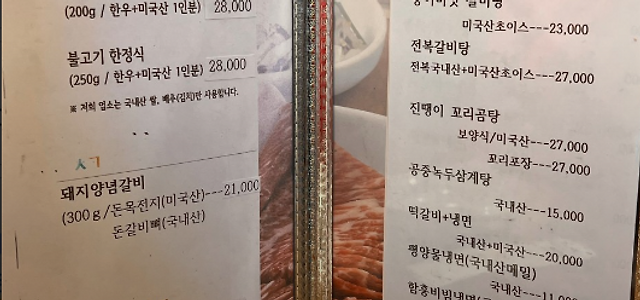 (200g / 한우+미국산 1인분) 28,000
불고기 한정식
(250g / 한우+미국산 1인분) 28,000
※ 저희 업소는 국내산 쌀, 배추(김치)만 사용합니다.
돼지양념갈비
(300g/돈목전지(미국산)---21,000
돈갈비뼈(국내산)
미국산초이스---23,000
전복갈비탕
전복국내산+미국산초이스---27,000
진땡이 꼬리곰탕
보양식/미국산---27,000
꼬리포장---27,000
공중녹두삼계탕
국내산---15,000
떡갈비+냉면
국내산+미국산---20,000
평양물냉면(국내산메밀)
국내산---11,000
함흥비빔냉면